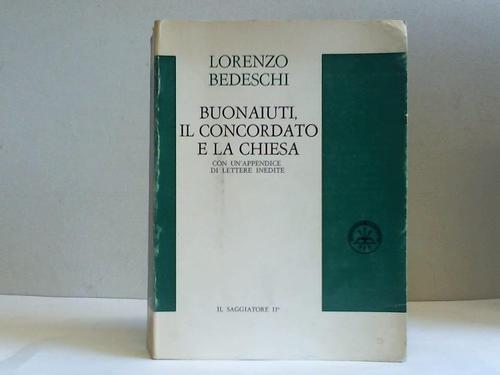 LORENZO
BEDESCHI
BUONAIUTI,
IL CONCORDATO
E LA CHIESA
CON UN'APPENDICE
DI LETTERE INEDITE
IL SAGGIATORE